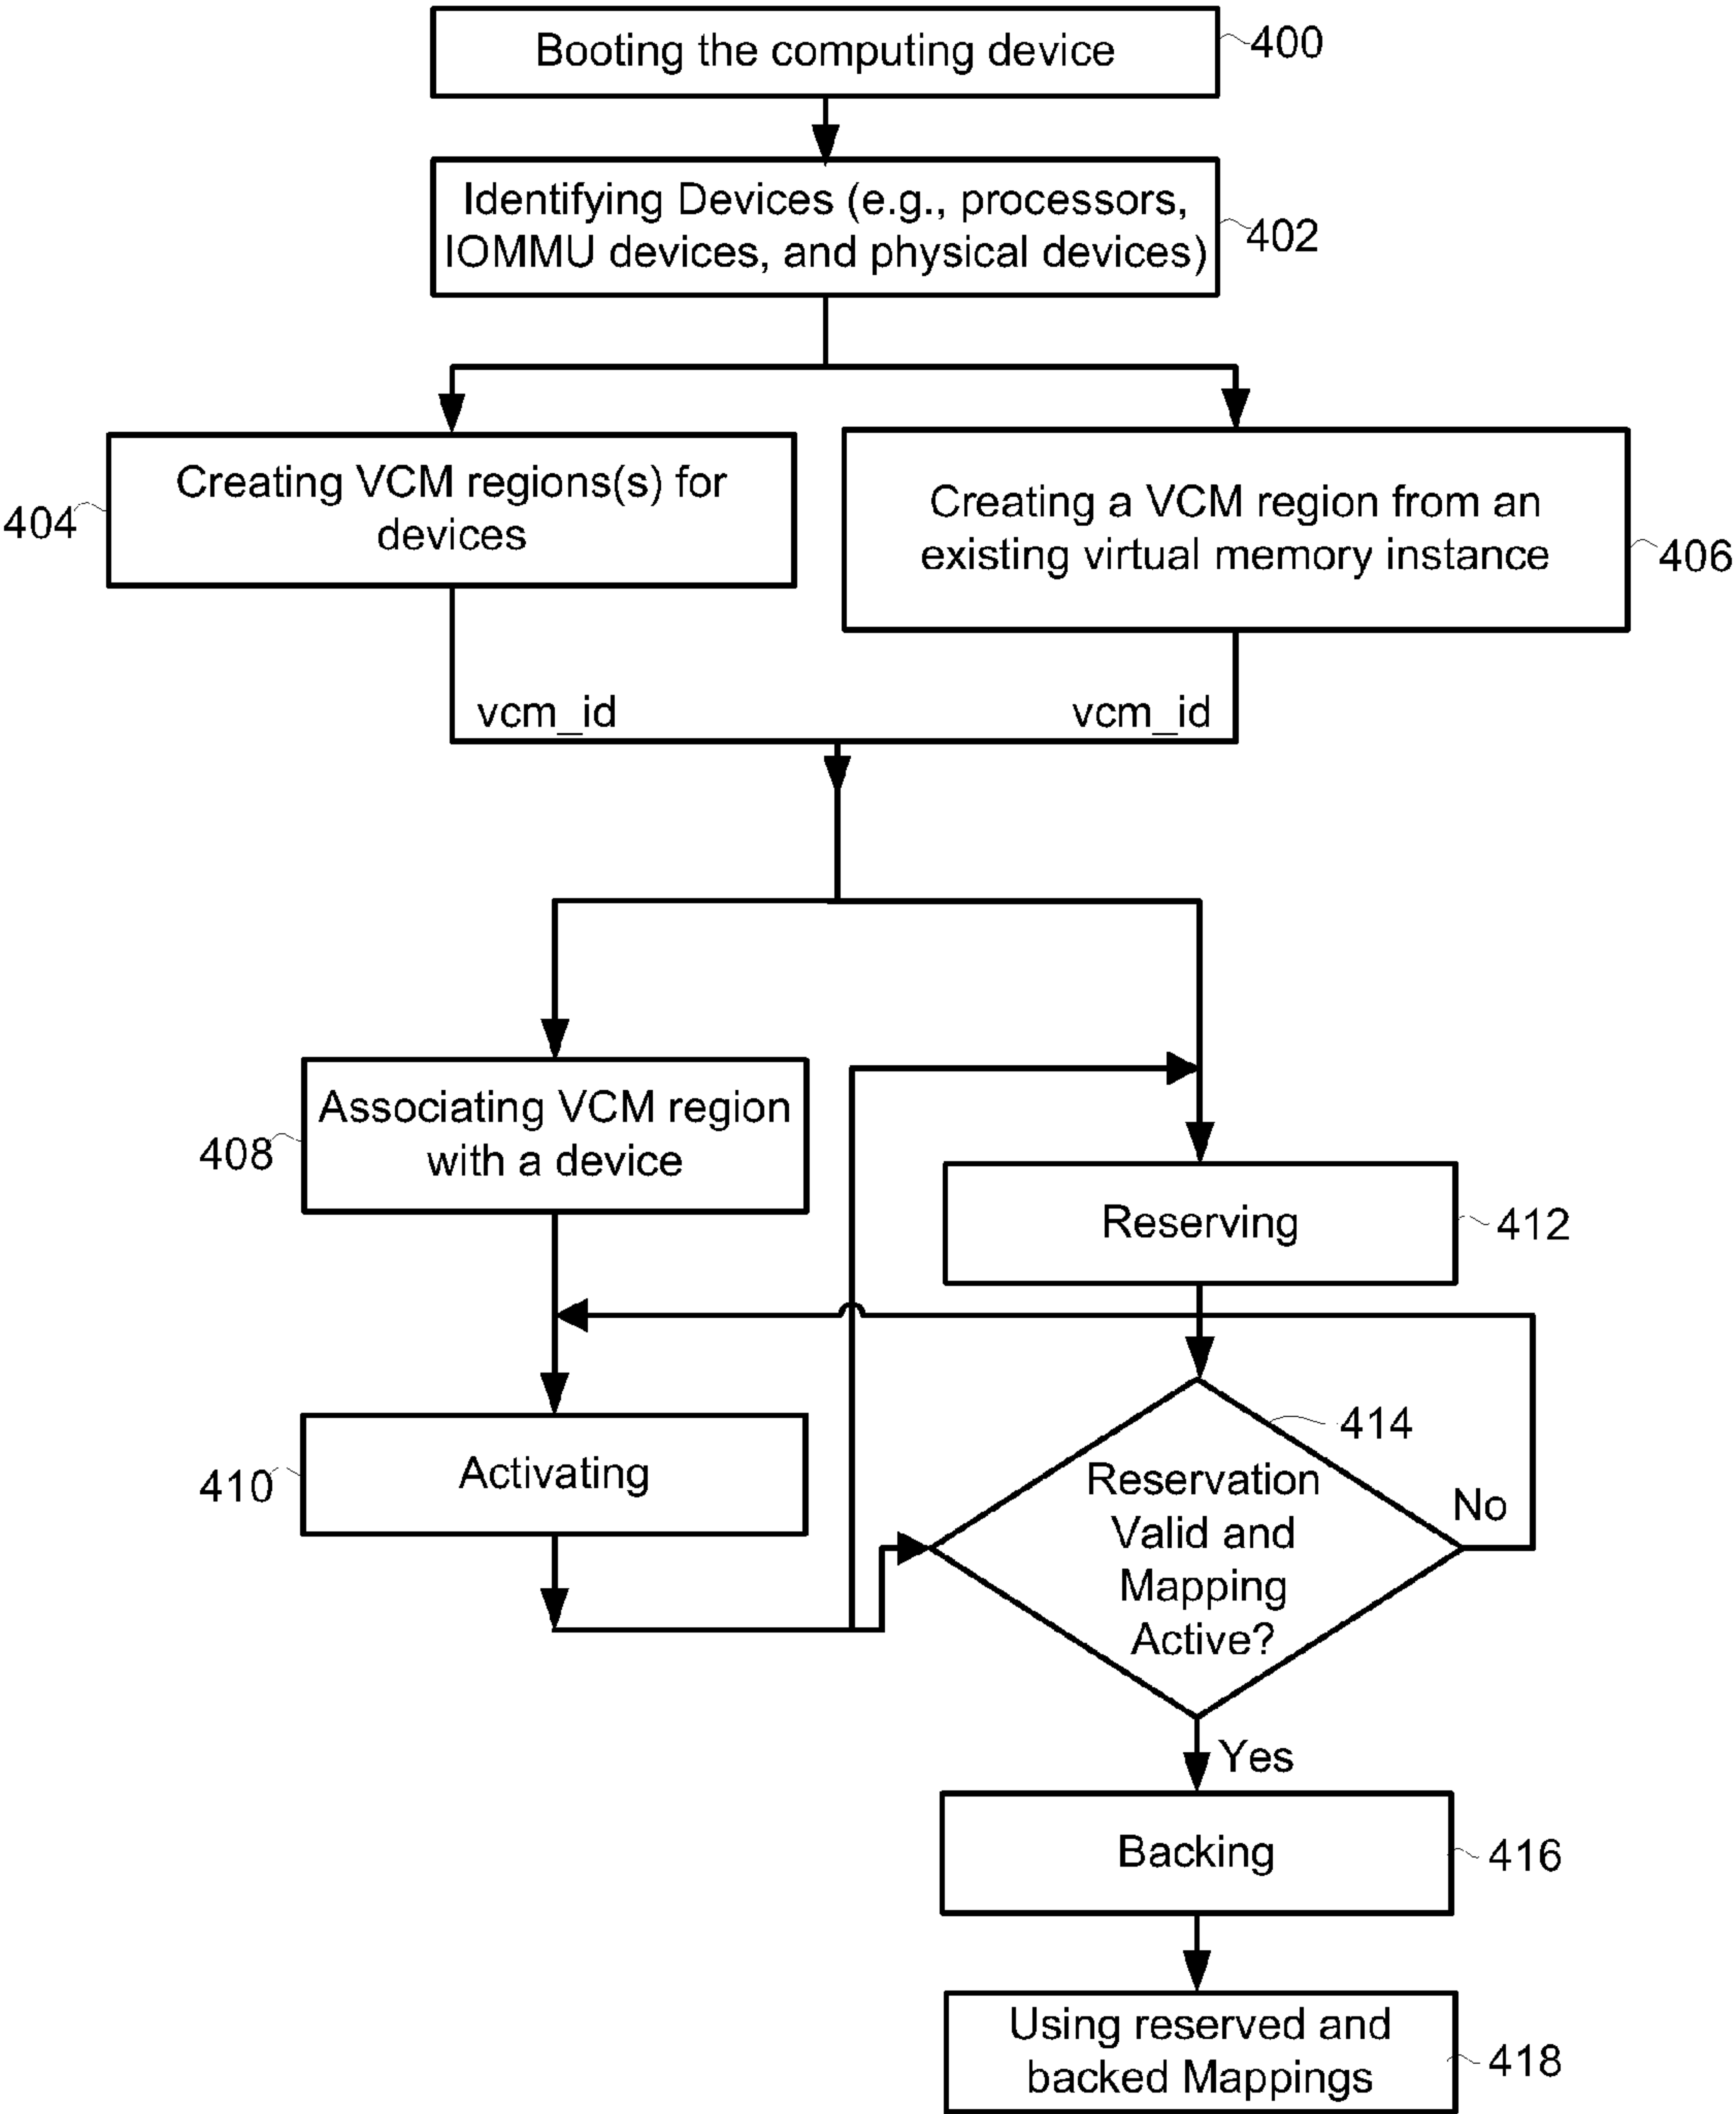 Booting the computing device
400
Identifying Devices (e.g., processors,
IOMMU devices, and physical devices)
402
Creating VCM regions(s) for
devices
404
Creating a VCM region from an
existing virtual memory instance
406
vcm_id
vcm_id
Associating VCM region
with a device
408
Reserving
412
Activating
410
414
Reservation
Valid and
Mapping
Active?
No
Yes
Backing
416
Using reserved and
backed Mappings
418